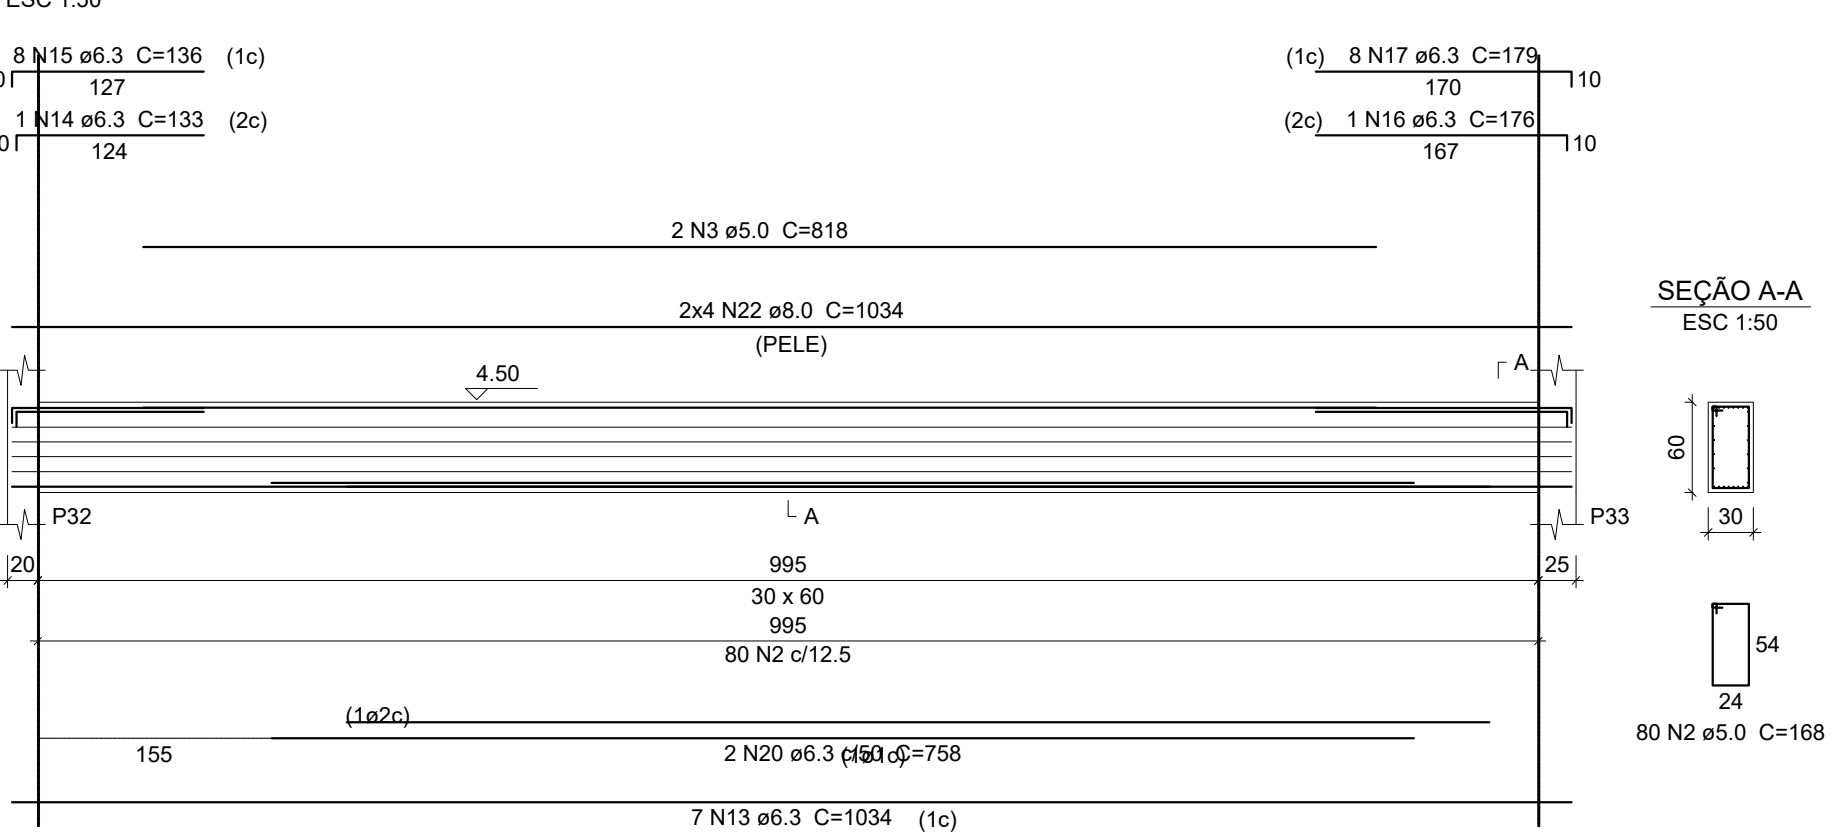 ESC 1:50
8 N15 ø6.3 C=136 (1c)
127
(1c) 8 N17 ø6.3 C=179
170
10
1 N14 ø6.3 C=133 (2c)
124
(2c) 1 N16 ø6.3 C=176
167
10
2 N3 ø5.0 C=818
2x4 N22 ø8.0 C=1034
(PELE)
SEÇÃO A-A
ESC 1:50
4.50
A
60
30
P32
A
P33
20
995
25
30 x 60
995
80 N2 c/12.5
54
24
80 N2 ø5.0 C=168
(1ø2c)
155
2 N20 ø6.3 c/50 C=758
(1ø1c)
7 N13 ø6.3 C=1034 (1c)